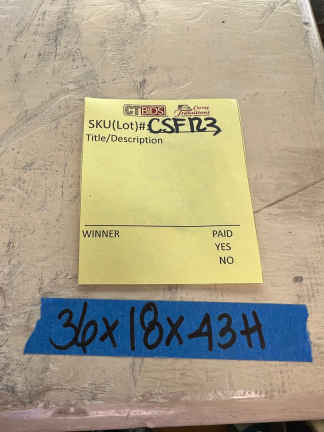 CTBIDS Caring Transitions
SKU(Lot)#: CSF123
Title/Description
WINNER PAID
YES
NO
36x18x43H